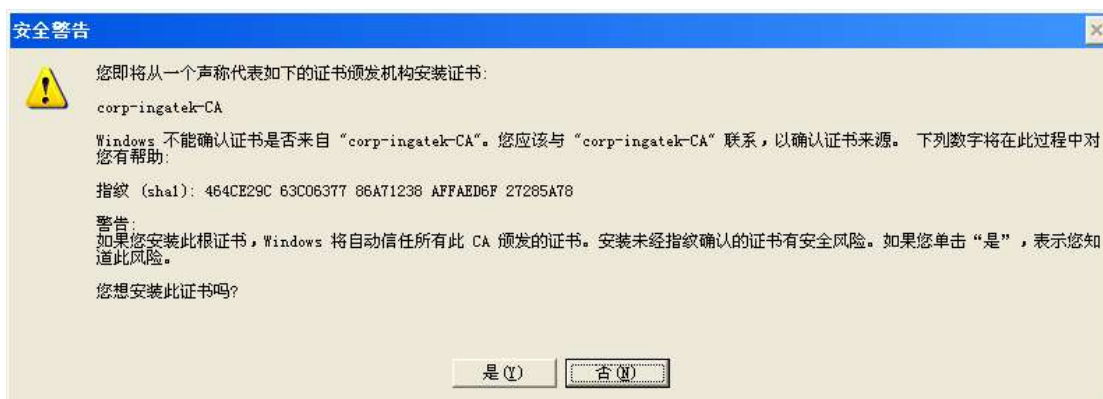 安全警告
您即将从一个声称代表如下的证书颁发机构安装证书:
corp-ingatek-CA
Windows 不能确认证书是否来自 “corp-ingatek-CA”。您应该与 “corp-ingatek-CA” 联系，以确认证书来源。 下列数字将在此过程中对
您有帮助:
指纹 (sha1): 464CE29C 63C06377 86A71238 AFFAED6F 27285A78
警告:
如果您安装此根证书，Windows 将自动信任所有此 CA 颁发的证书。安装未经指纹确认的证书有安全风险。如果您单击“是”，表示您知
道此风险。
您想安装此证书吗?
是(Y) 否(N)